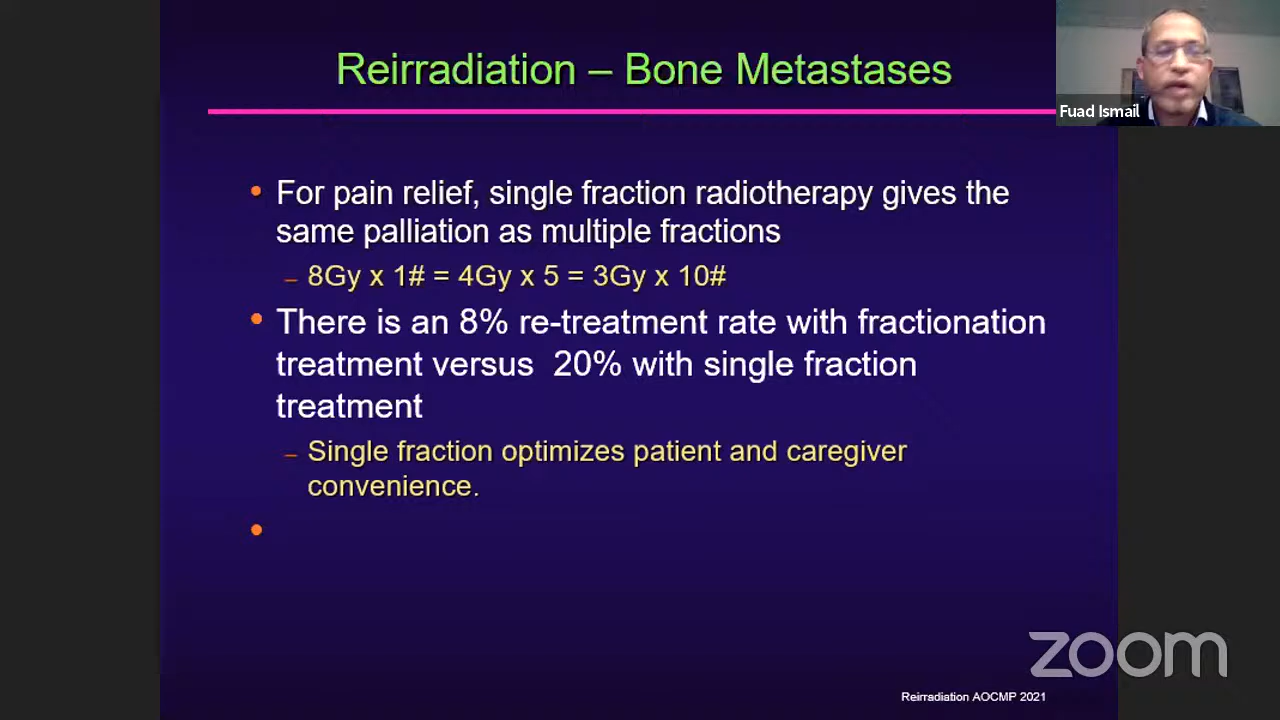 Reirradiation – Bone Metastases
Fuad Ismail
• For pain relief, single fraction radiotherapy gives the
same palliation as multiple fractions
– 8Gy x 1# = 4Gy x 5 = 3Gy x 10#
• There is an 8% re-treatment rate with fractionation
treatment versus 20% with single fraction
treatment
– Single fraction optimizes patient and caregiver
convenience.
•
zoom
Reirradiation AOCMP 2021